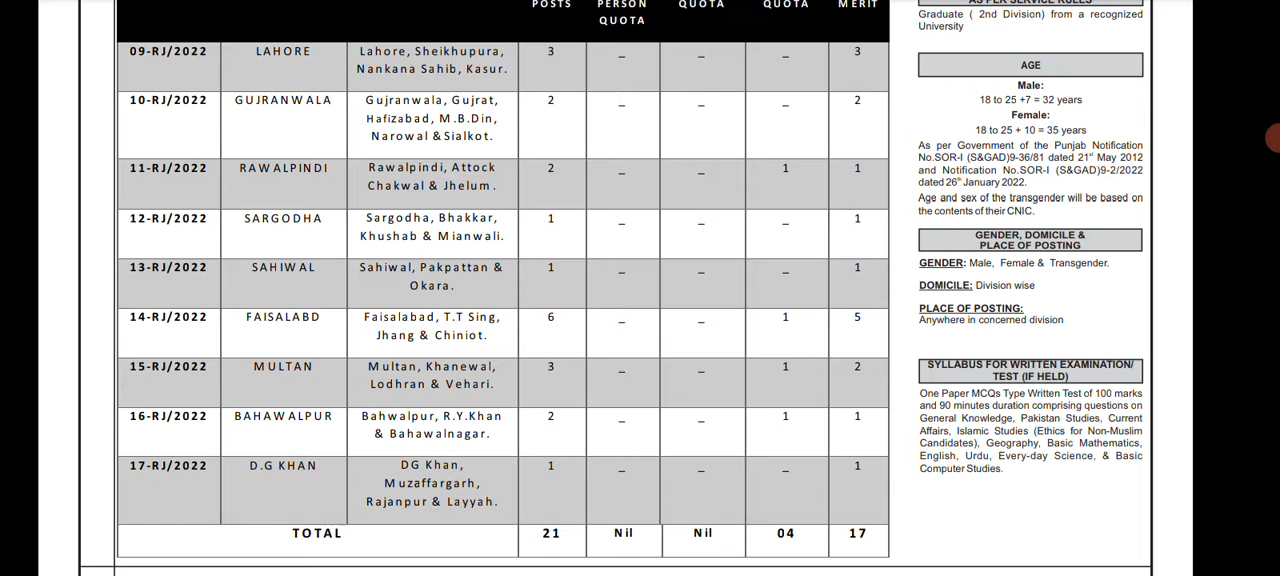 POSTS PERSON QUOTA QUOTA MERIT
QUOTA
09-RJ/2022 LAHORE Lahore, Sheikhupura, 3 _ _ _ 3
Nankana Sahib, Kasur.
10-RJ/2022 GUJRANWALA Gujranwala, Gujrat, 2 _ _ _ 2
Hafizabad, M.B.Din,
Narowal &Sialkot.
11-RJ/2022 RAWALPINDI Rawalpindi, Attock 2 _ _ 1 1
Chakwal & Jhelum.
12-RJ/2022 SARGODHA Sargodha, Bhakkar, 1 _ _ _ 1
Khushab & Mianwali.
13-RJ/2022 SAHIWAL Sahiwal, Pakpattan & 1 _ _ _ 1
Okara.
14-RJ/2022 FAISALABD Faisalabad, T.T Sing, 6 _ _ 1 5
Jhang & Chiniot.
15-RJ/2022 MULTAN Multan, Khanewal, 3 _ _ 1 2
Lodhran & Vehari.
16-RJ/2022 BAHAWALPUR Bahwalpur, R.Y.Khan 2 _ _ 1 1
& Bahawalnagar.
17-RJ/2022 D.G KHAN DG Khan, 1 _ _ _ 1
Muzaffargarh,
Rajanpur & Layyah.
TOTAL 21 Nil Nil 04 17
AS PER SERVICE RULES
Graduate ( 2nd Division) from a recognized
University
AGE
Male:
18 to 25 +7 = 32 years
Female:
18 to 25 + 10 = 35 years
As per Government of the Punjab Notification
No.SOR-I (S&GAD)9-36/81 dated 21st May 2012
and Notification No.SOR-I (S&GAD)9-2/2022
dated 26th January 2022.
Age and sex of the transgender will be based on
the contents of their CNIC.
GENDER, DOMICILE &
PLACE OF POSTING
GENDER: Male, Female & Transgender.
DOMICILE: Division wise
PLACE OF POSTING:
Anywhere in concerned division
SYLLABUS FOR WRITTEN EXAMINATION/
TEST (IF HELD)
One Paper MCQs Type Written Test of 100 marks
and 90 minutes duration comprising questions on
General Knowledge, Pakistan Studies, Current
Affairs, Islamic Studies (Ethics for Non-Muslim
Candidates), Geography, Basic Mathematics,
English, Urdu, Every-day Science, & Basic
Computer Studies.